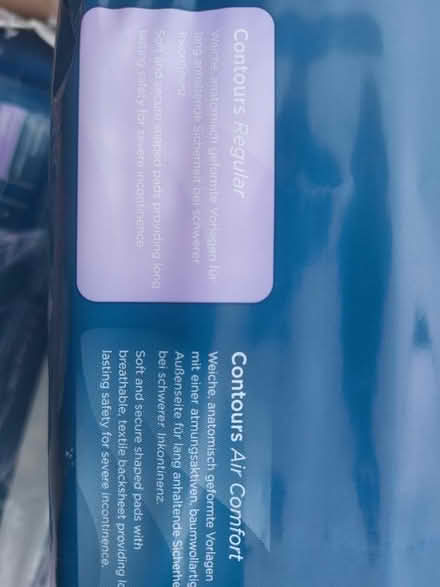 Contours Regular
Weiche, anatomisch geformte Vorlagen für
lang anhaltende Sicherheit bei schwerer
Inkontinenz.
Soft and secure shaped pads providing long
lasting safety for severe incontinence.
Contours Air Comfort
Weiche, anatomisch geformte Vorlagen
mit einer atmungsaktiven, baumwollartig
Außenseite für lang anhaltende Sicherhe
bei schwerer Inkontinenz.
Soft and secure shaped pads with
breathable, textile backsheet providing lo
lasting safety for severe incontinence.